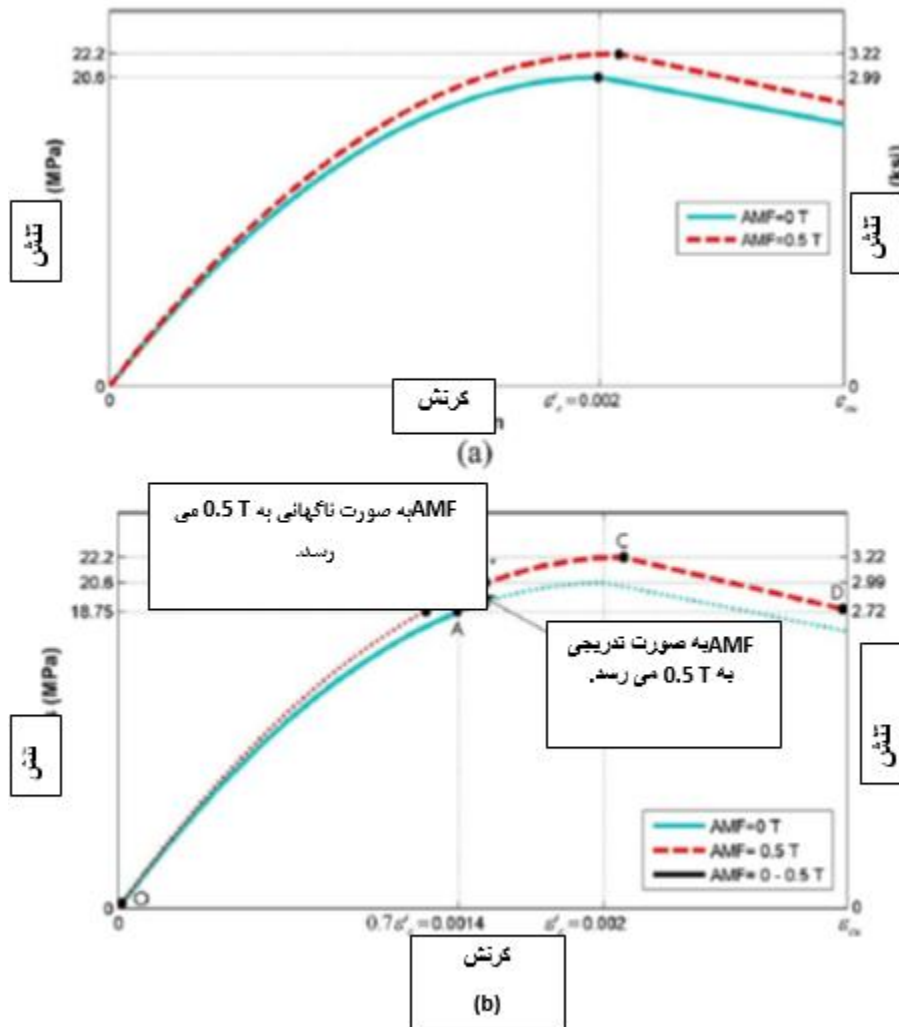 22.2
20.6
(MPa)
تنش
0
3.22
2.99
(ksi)
تنش
0
AMF=0 T
AMF=0.5 T
کرنش
0
ε'c=0.002
εcu
(a)
AMFبه صورت ناگهانی به 0.5 T می
رسد.
22.2
20.6
18.75
(MPa)
تنش
0
C
A
D
O
3.22
2.99
2.72
تنش
0
AMFبه صورت تدریجی
به 0.5 T می رسد.
AMF=0 T
AMF= 0.5 T
AMF= 0 - 0.5 T
0
0.7ε'c=0.0014
ε'c=0.002
εcu
کرنش
(b)